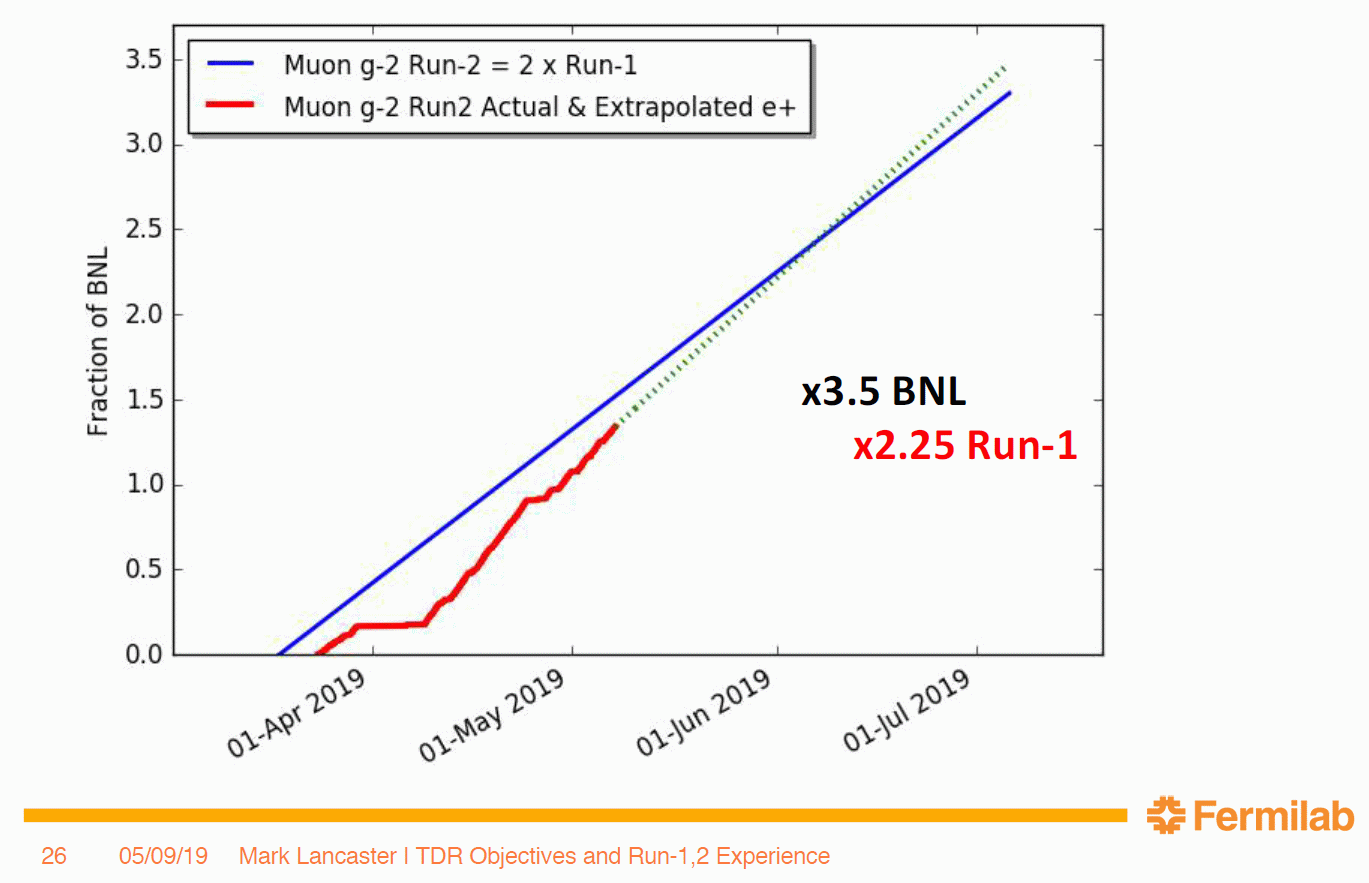 3.5
3.0
2.5
2.0
1.5
1.0
0.5
0.0
Fraction of BNL
Muon g-2 Run-2 = 2 x Run-1
Muon g-2 Run2 Actual & Extrapolated e+
x3.5 BNL
x2.25 Run-1
01-Apr 2019
01-May 2019
01-Jun 2019
01-Jul 2019
Fermilab
26 05/09/19 Mark Lancaster I TDR Objectives and Run-1,2 Experience